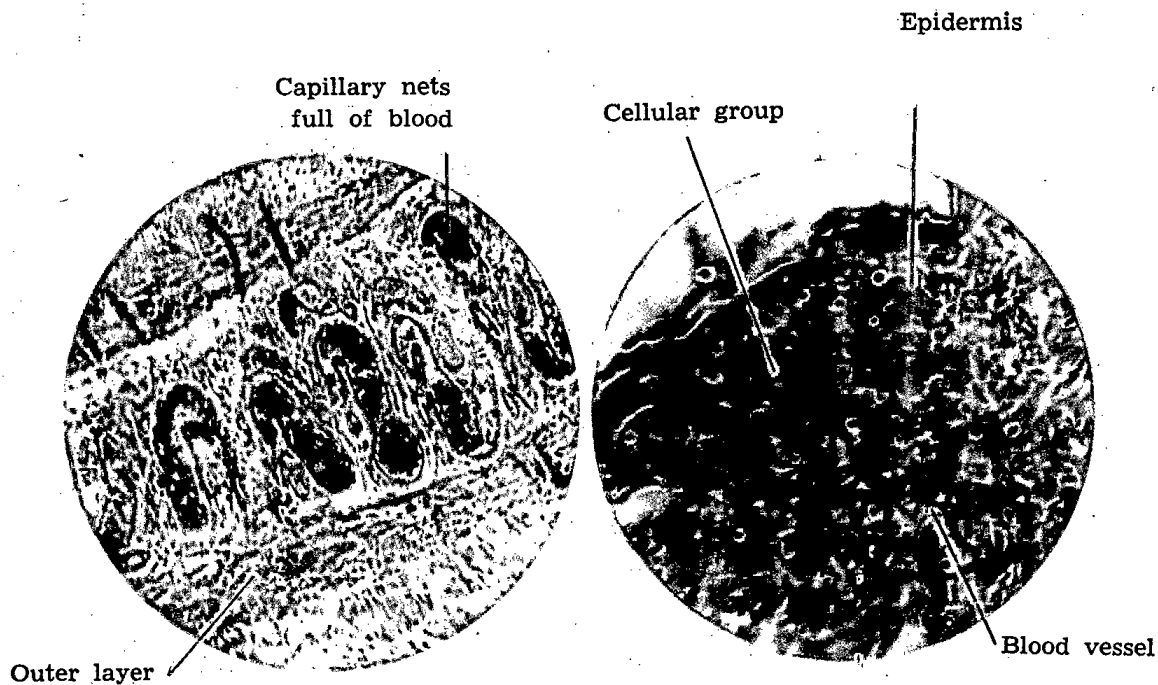 Epidermis
Capillary nets
full of blood
Cellular group
Blood vessel
Outer layer